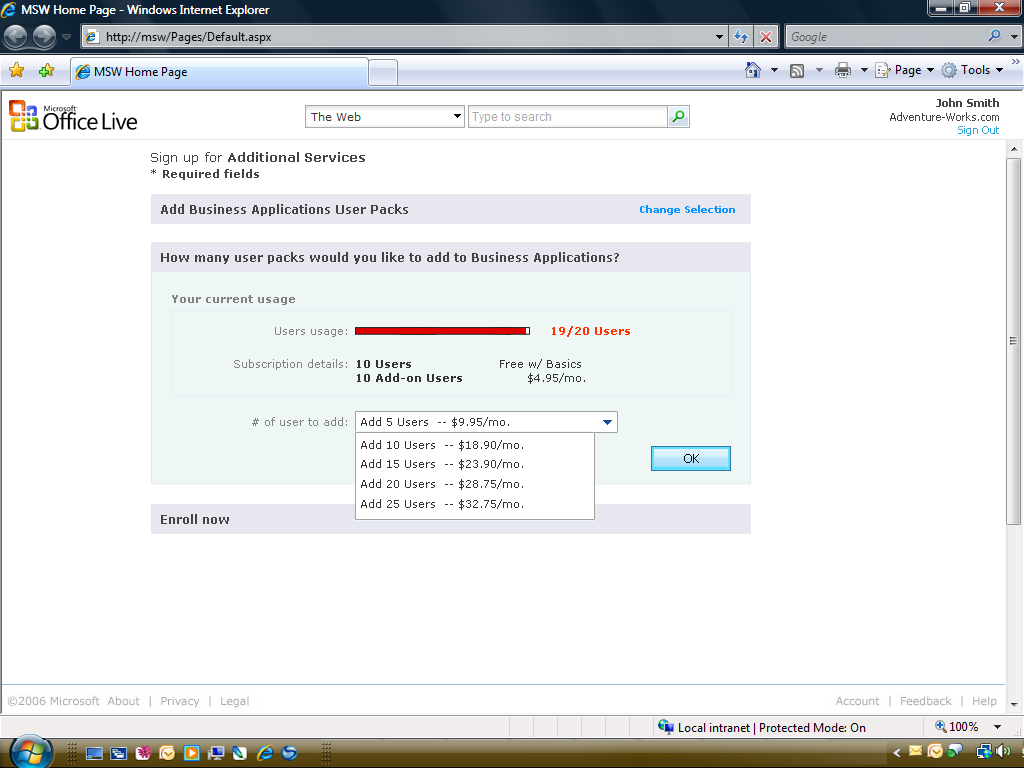 MSW Home Page - Windows Internet Explorer
http://msw/Pages/Default.aspx
Google
MSW Home Page
Page
Tools
Microsoft®
Office Live
The Web
Type to search
John Smith
Adventure-Works.com
Sign Out
Sign up for Additional Services
* Required fields
Add Business Applications User Packs
Change Selection
How many user packs would you like to add to Business Applications?
Your current usage
Users usage:
19/20 Users
Subscription details: 10 Users Free w/ Basics
10 Add-on Users $4.95/mo.
# of user to add: Add 5 Users -- $9.95/mo.
Add 10 Users -- $18.90/mo.
Add 15 Users -- $23.90/mo.
Add 20 Users -- $28.75/mo.
Add 25 Users -- $32.75/mo.
OK
Enroll now
©2006 Microsoft About | Privacy | Legal
Account | Feedback | Help
Local intranet | Protected Mode: On
100%